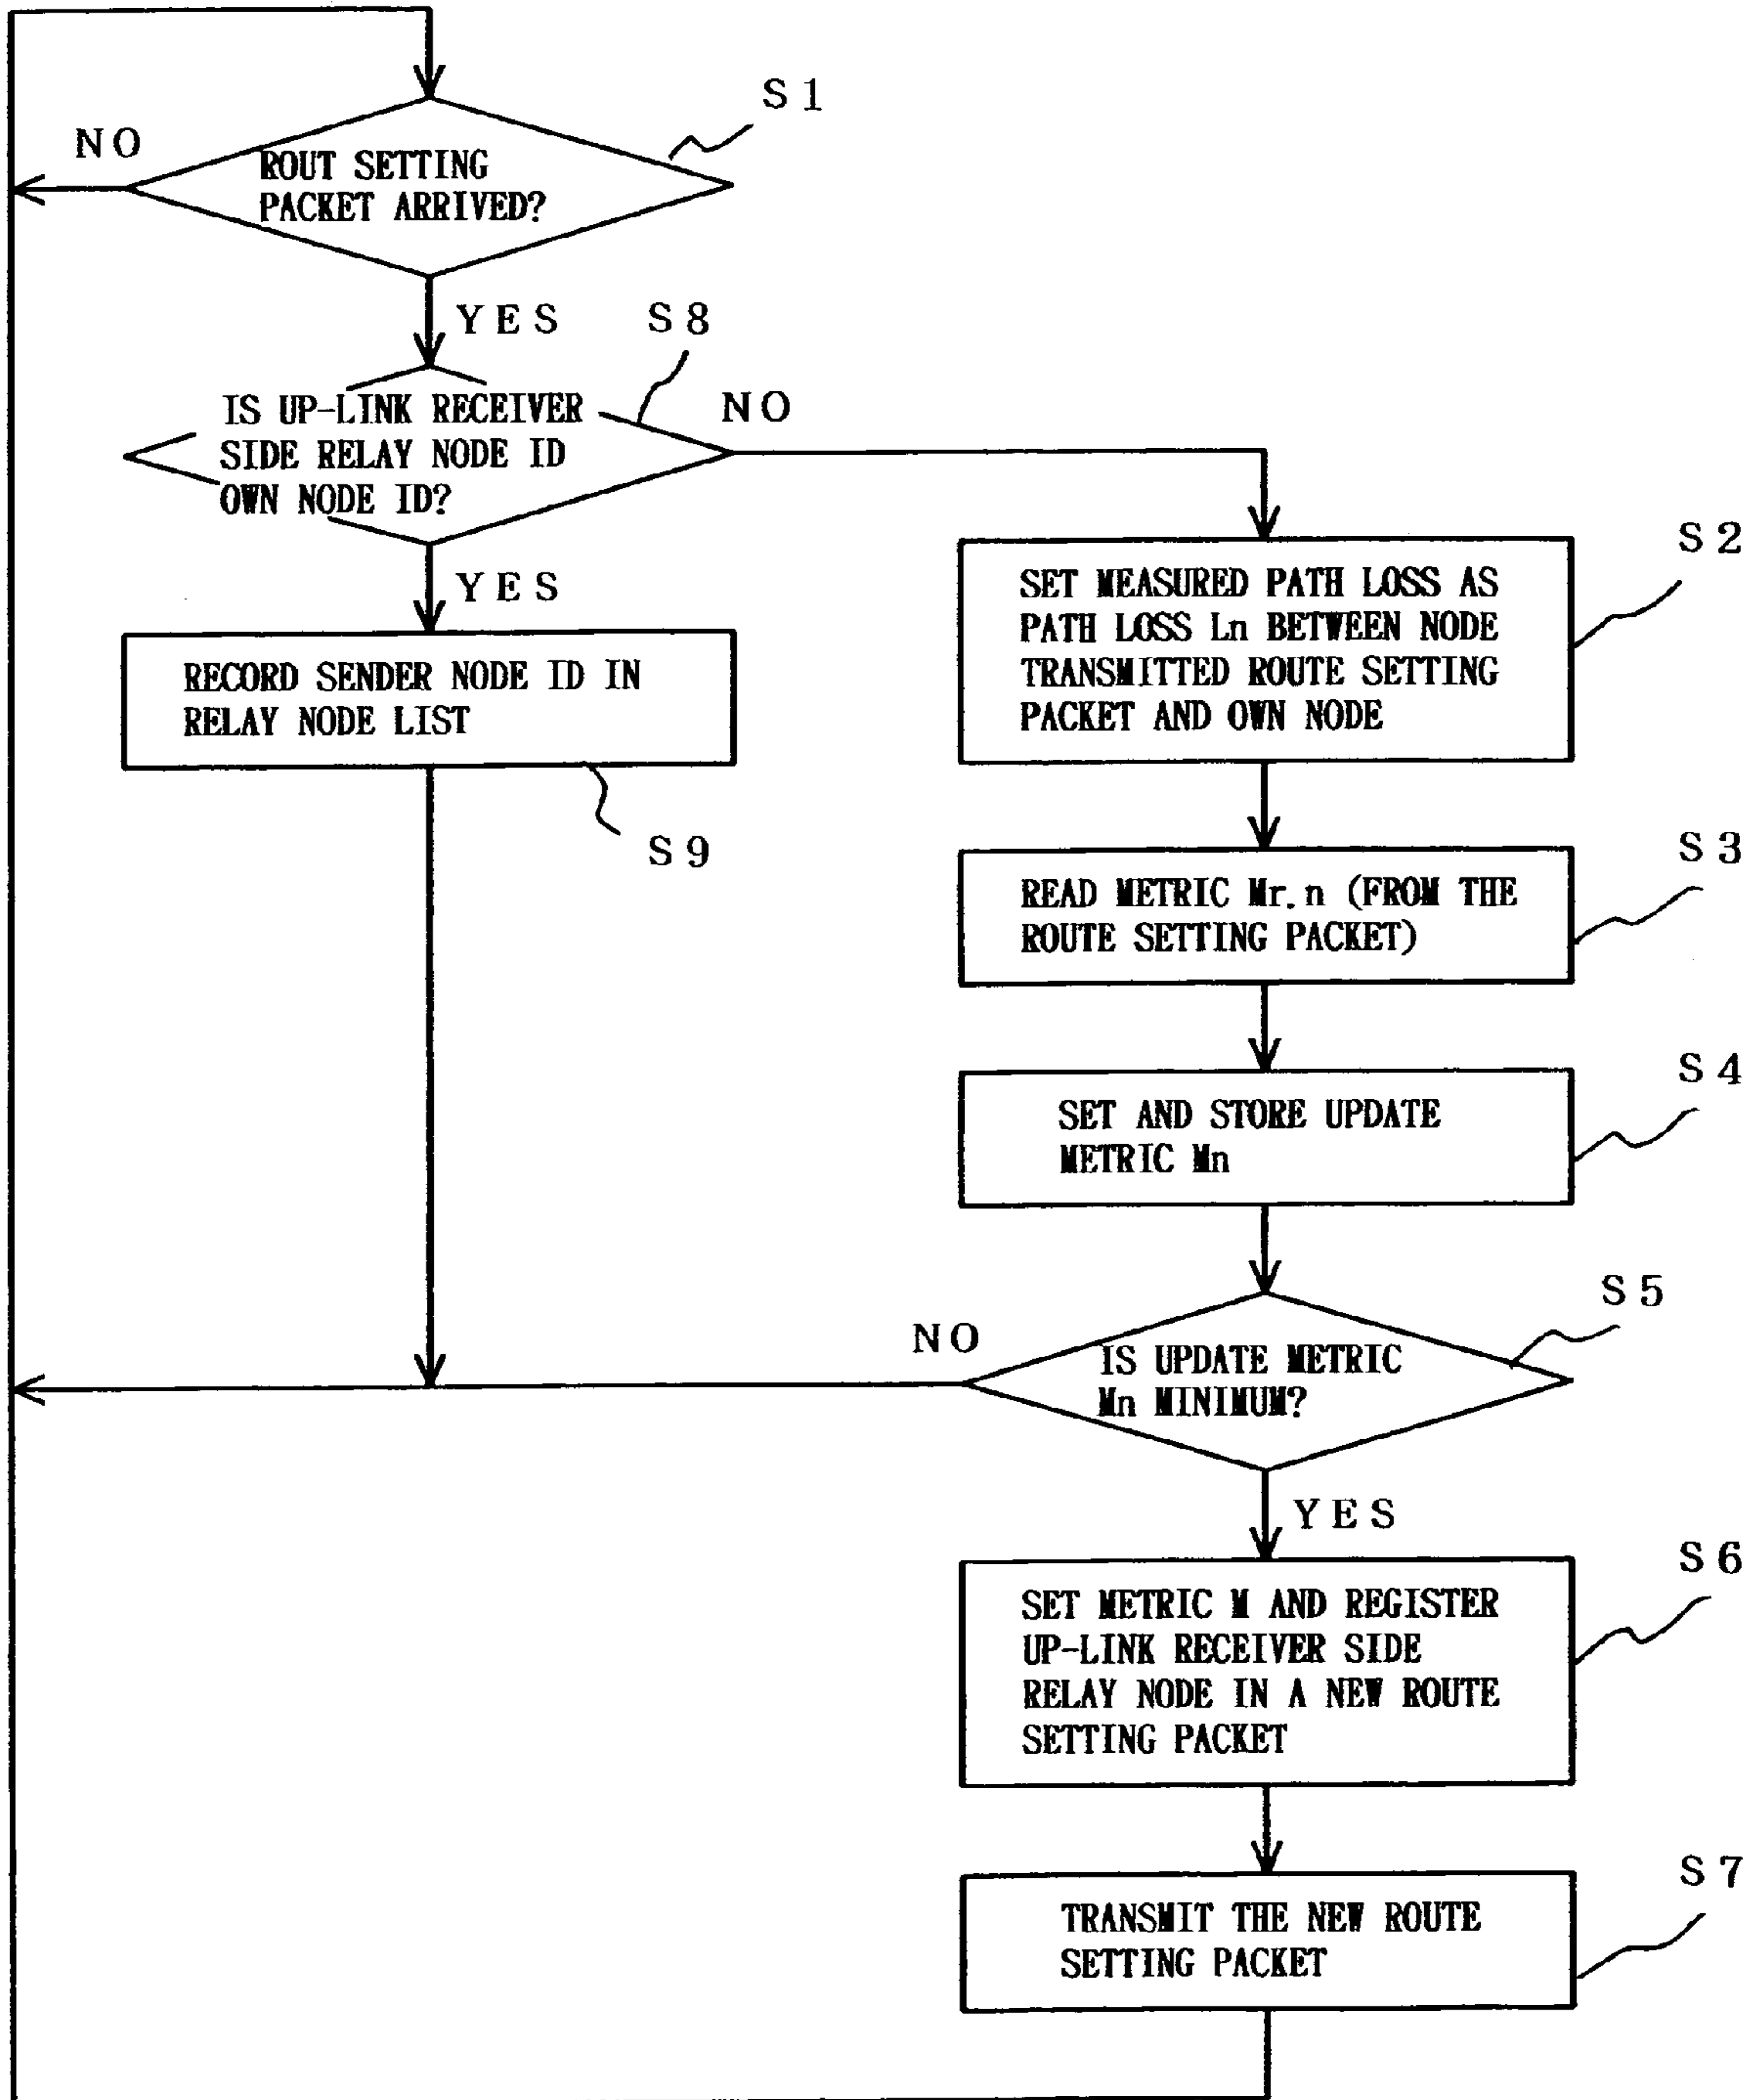 S1
NO
ROUT SETTING
PACKET ARRIVED?
YES
S8
IS UP-LINK RECEIVER
SIDE RELAY NODE ID
OWN NODE ID?
NO
YES
RECORD SENDER NODE ID IN
RELAY NODE LIST
S9
S2
SET MEASURED PATH LOSS AS
PATH LOSS Ln BETWEEN NODE
TRANSMITTED ROUTE SETTING
PACKET AND OWN NODE
S3
READ METRIC Mr.n (FROM THE
ROUTE SETTING PACKET)
S4
SET AND STORE UPDATE
METRIC Mn
S5
NO
IS UPDATE METRIC
Mn MINIMUM?
YES
S6
SET METRIC M AND REGISTER
UP-LINK RECEIVER SIDE
RELAY NODE IN A NEW ROUTE
SETTING PACKET
S7
TRANSMIT THE NEW ROUTE
SETTING PACKET